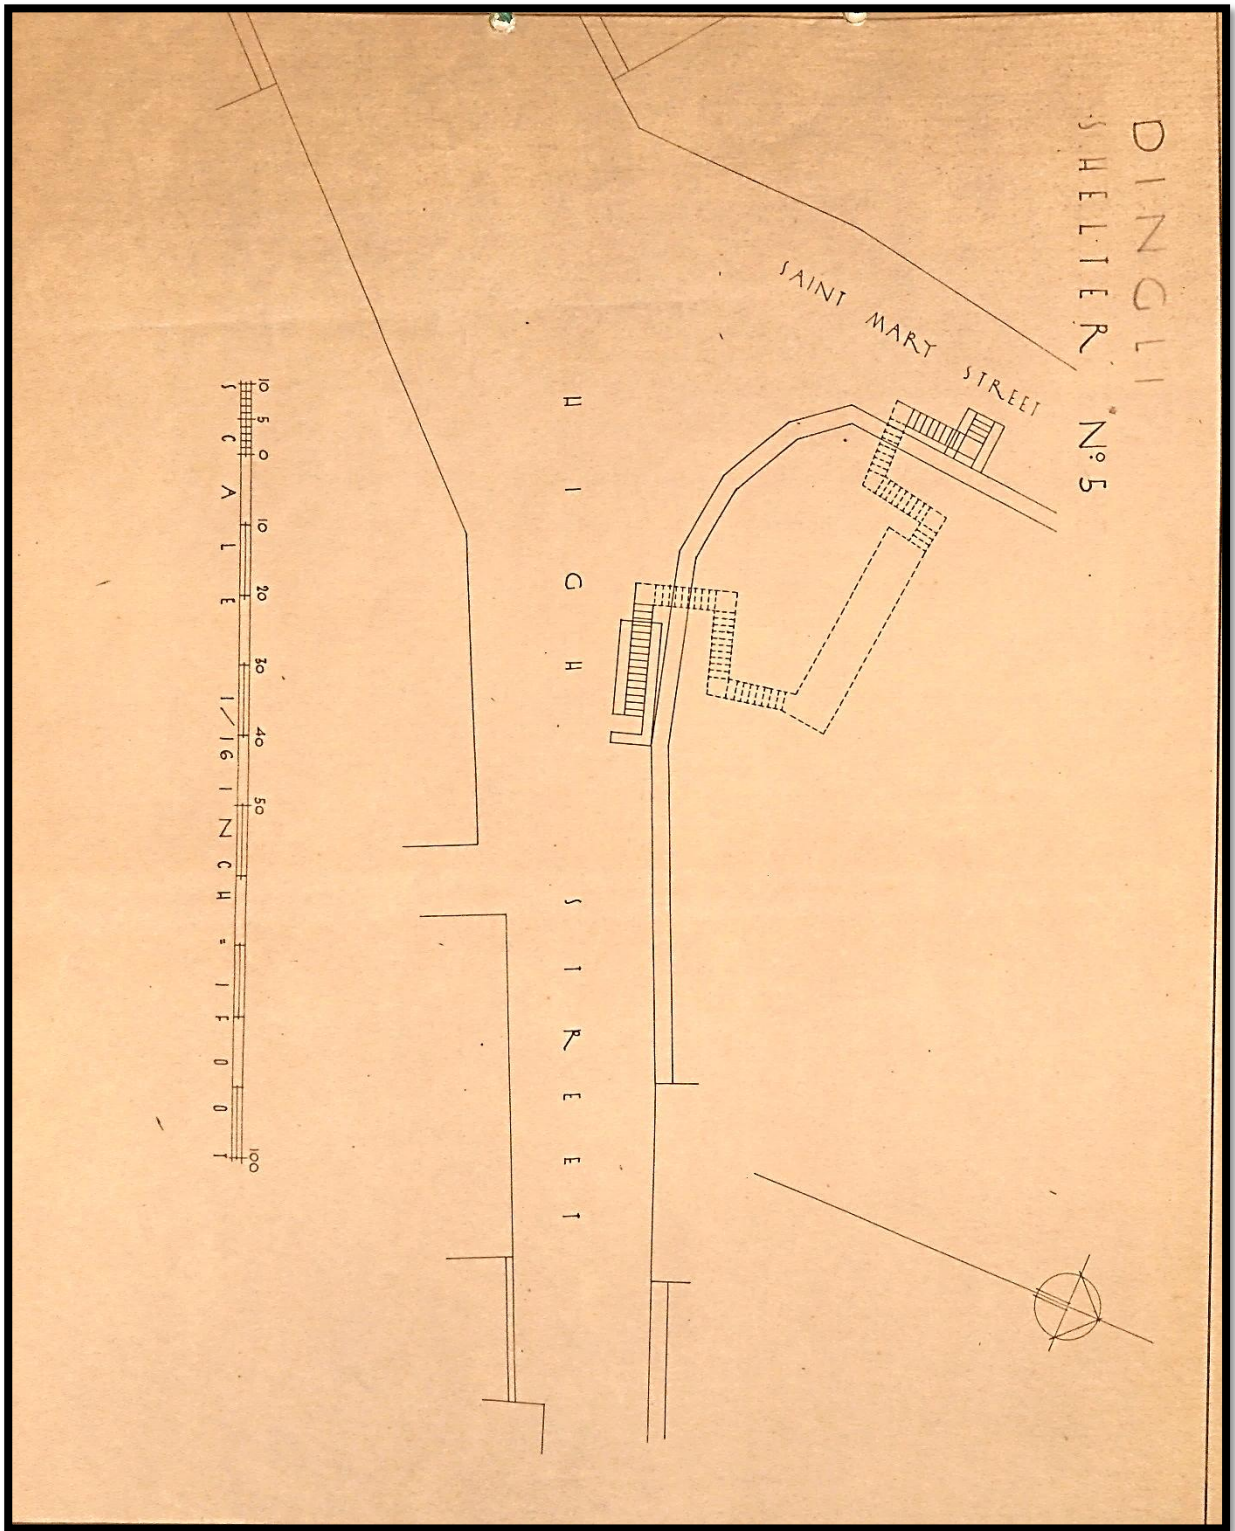 DINGLI
SHELTER Nº 5
SAINT MARY STREET
HIGH STREET
10 5 0 10 20 30 40 50 100
SCALE 1/16 INCH = 1 FOOT